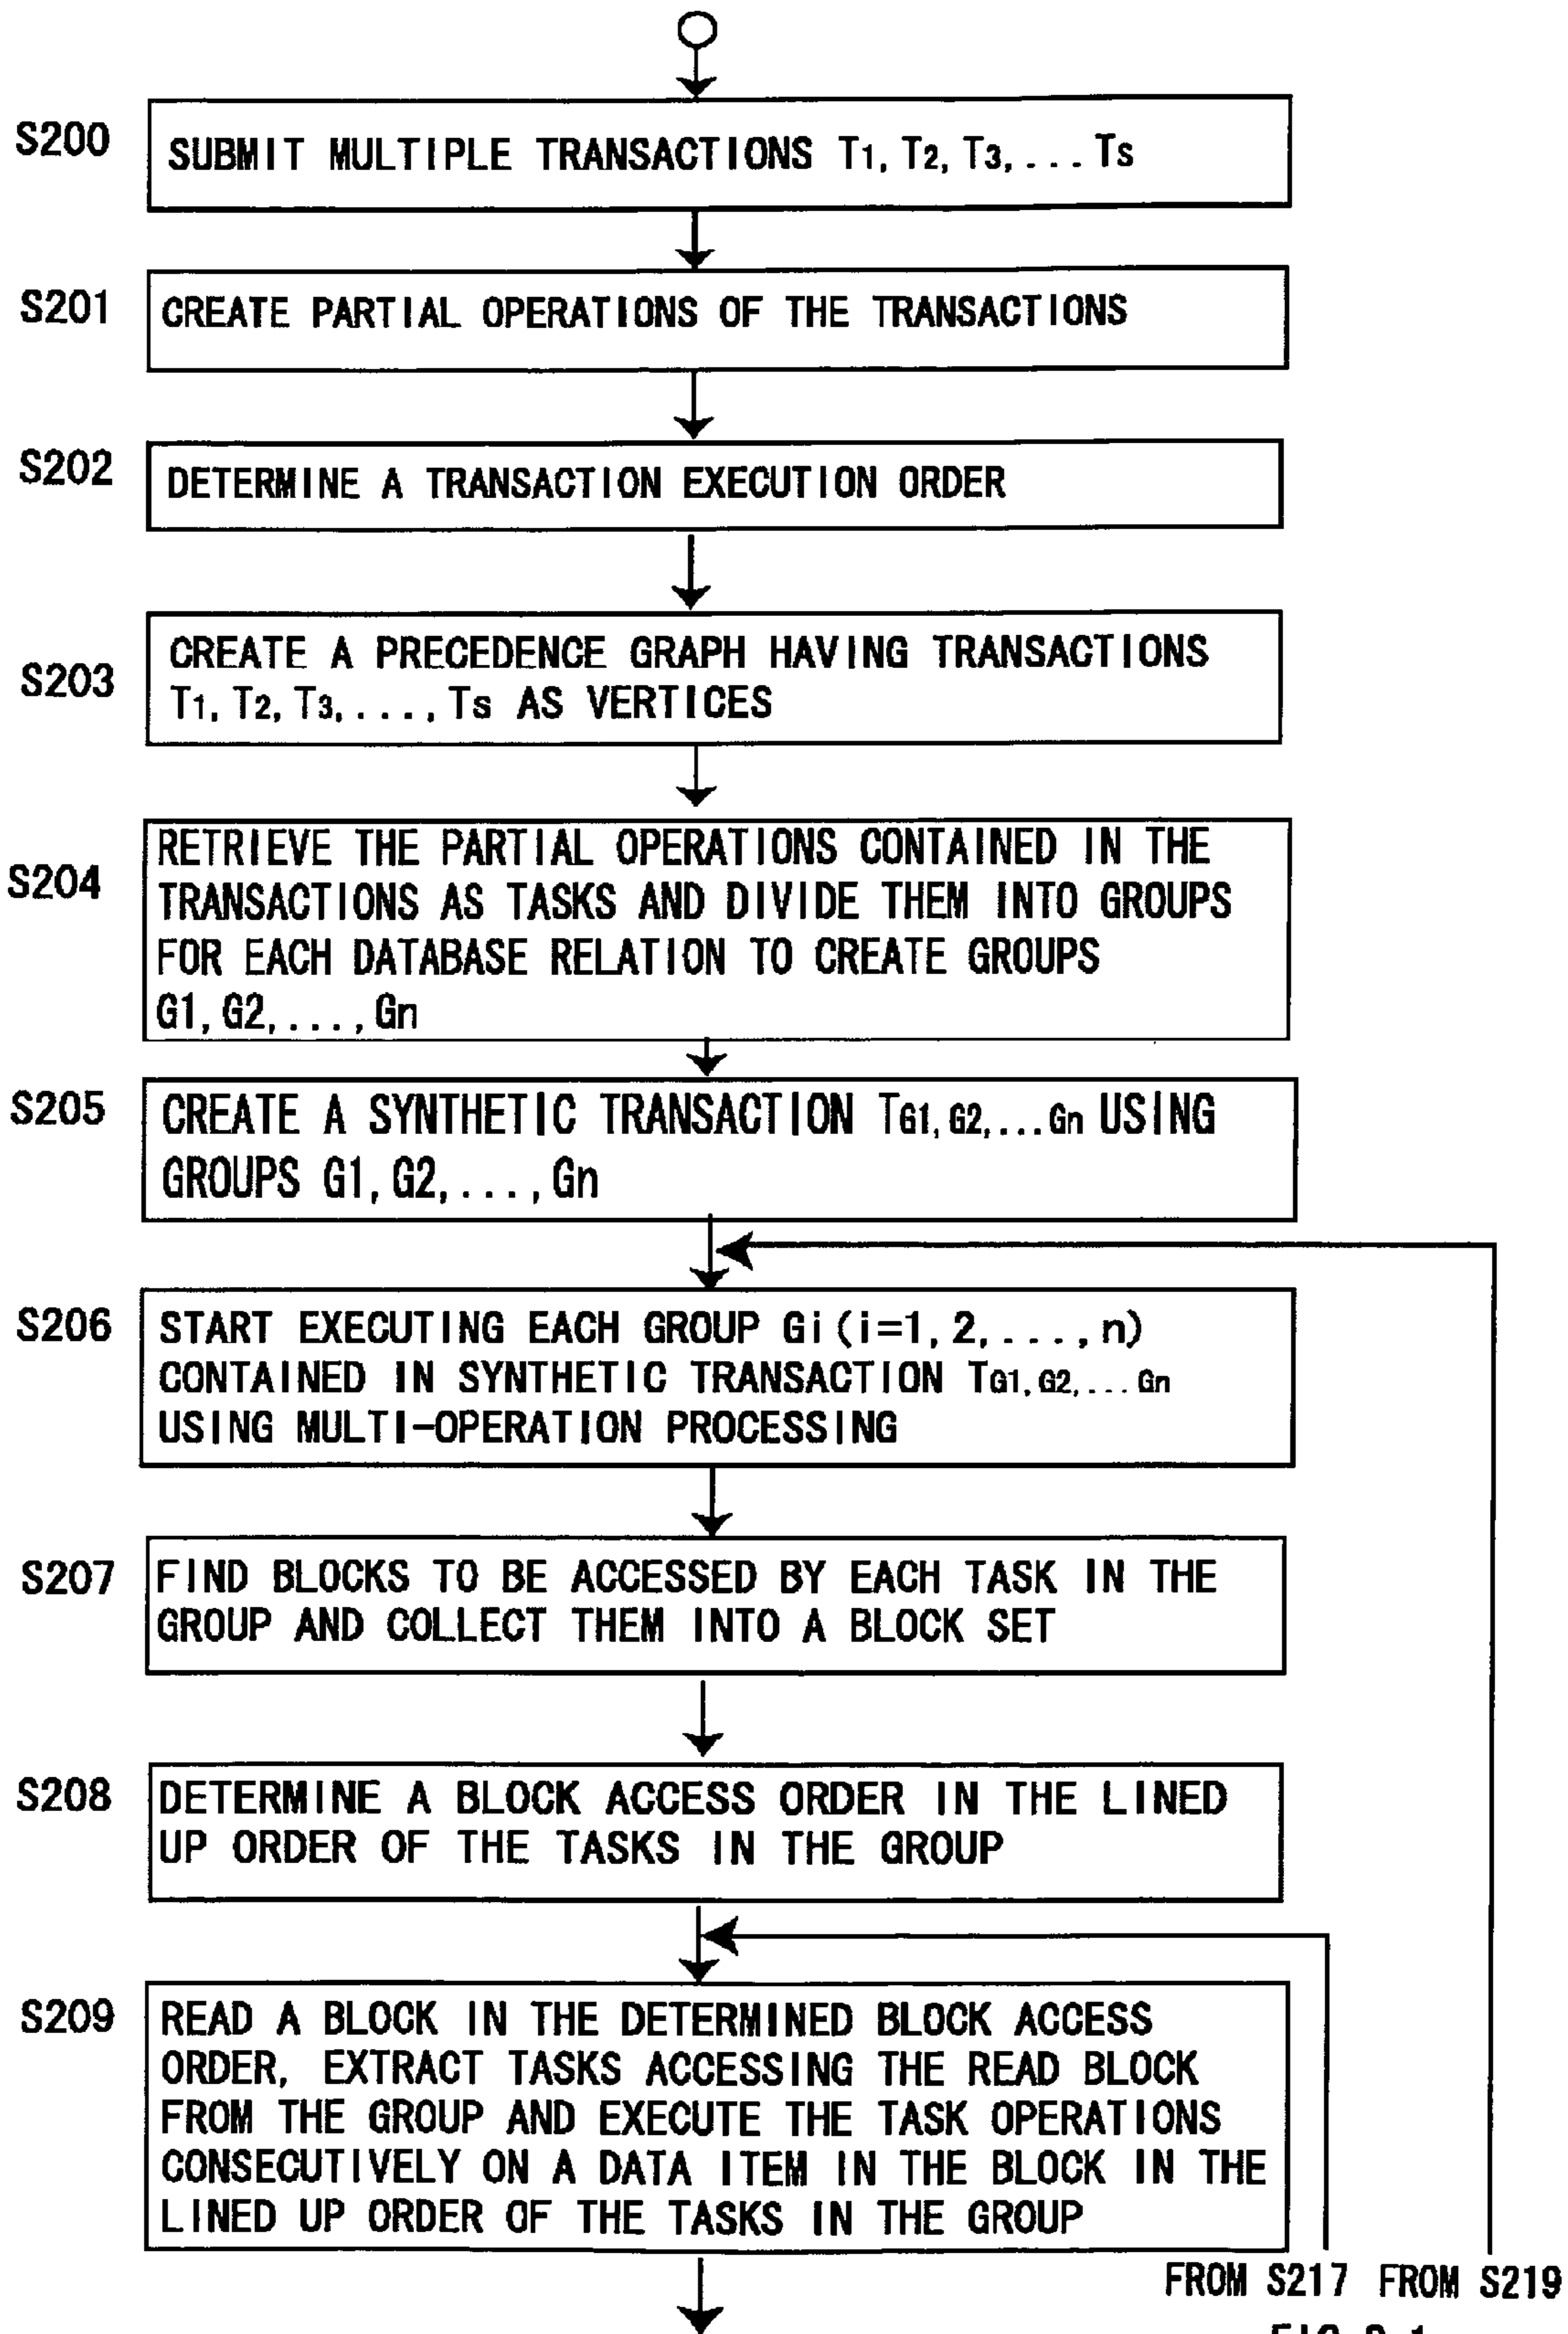 S200
SUBMIT MULTIPLE TRANSACTIONS T1, T2, T3, ... Ts
S201
CREATE PARTIAL OPERATIONS OF THE TRANSACTIONS
S202
DETERMINE A TRANSACTION EXECUTION ORDER
S203
CREATE A PRECEDENCE GRAPH HAVING TRANSACTIONS
T1, T2, T3, ..., Ts AS VERTICES
S204
RETRIEVE THE PARTIAL OPERATIONS CONTAINED IN THE
TRANSACTIONS AS TASKS AND DIVIDE THEM INTO GROUPS
FOR EACH DATABASE RELATION TO CREATE GROUPS
G1, G2, ..., Gn
S205
CREATE A SYNTHETIC TRANSACTION TG1, G2, ... Gn USING
GROUPS G1, G2, ..., Gn
S206
START EXECUTING EACH GROUP Gi (i=1, 2, ..., n)
CONTAINED IN SYNTHETIC TRANSACTION TG1, G2, ... Gn
USING MULTI-OPERATION PROCESSING
S207
FIND BLOCKS TO BE ACCESSED BY EACH TASK IN THE
GROUP AND COLLECT THEM INTO A BLOCK SET
S208
DETERMINE A BLOCK ACCESS ORDER IN THE LINED
UP ORDER OF THE TASKS IN THE GROUP
S209
READ A BLOCK IN THE DETERMINED BLOCK ACCESS
ORDER, EXTRACT TASKS ACCESSING THE READ BLOCK
FROM THE GROUP AND EXECUTE THE TASK OPERATIONS
CONSECUTIVELY ON A DATA ITEM IN THE BLOCK IN THE
LINED UP ORDER OF THE TASKS IN THE GROUP
FROM S217 FROM S219